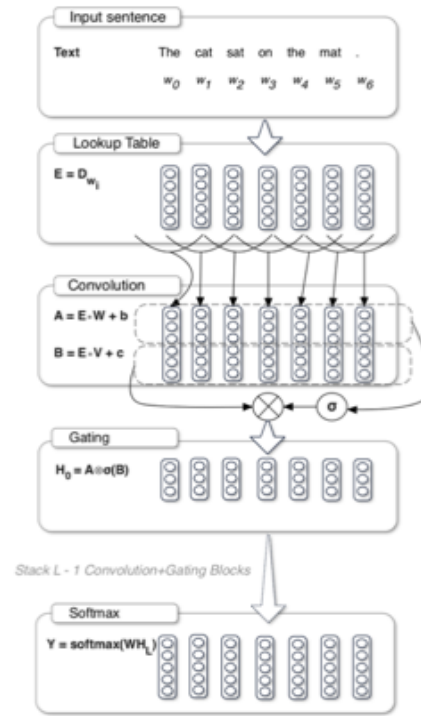 Input sentence
Text The cat sat on the mat .
w0 w1 w2 w3 w4 w5 w6
Lookup Table
E = Dwi
Convolution
A = E*W + b
B = E*V + c
σ
Gating
H0 = A⊗σ(B)
Stack L - 1 Convolution+Gating Blocks
Softmax
Y = softmax(WHL)